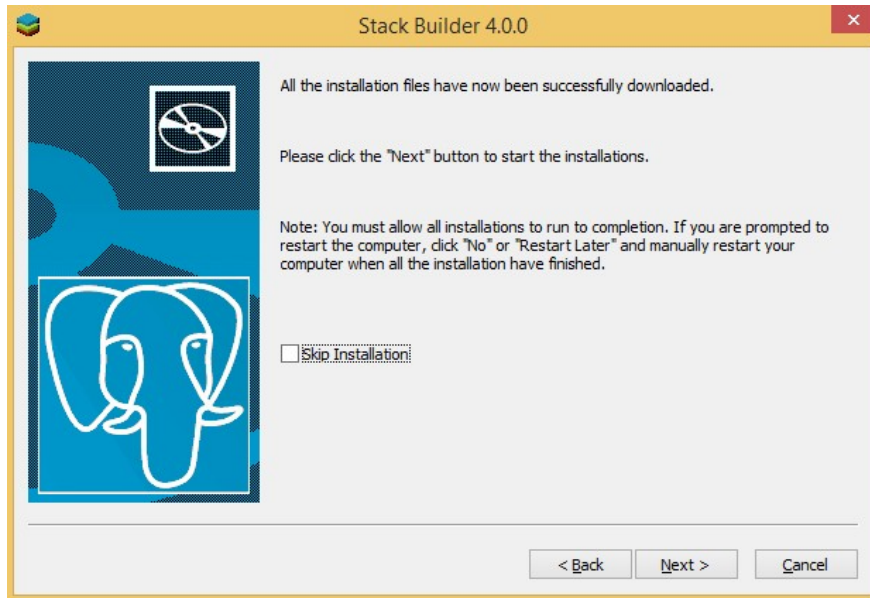 Stack Builder 4.0.0
All the installation files have now been successfully downloaded.
Please click the "Next" button to start the installations.
Note: You must allow all installations to run to completion. If you are prompted to
restart the computer, click "No" or "Restart Later" and manually restart your
computer when all the installation have finished.
Skip Installation
< Back
Next >
Cancel